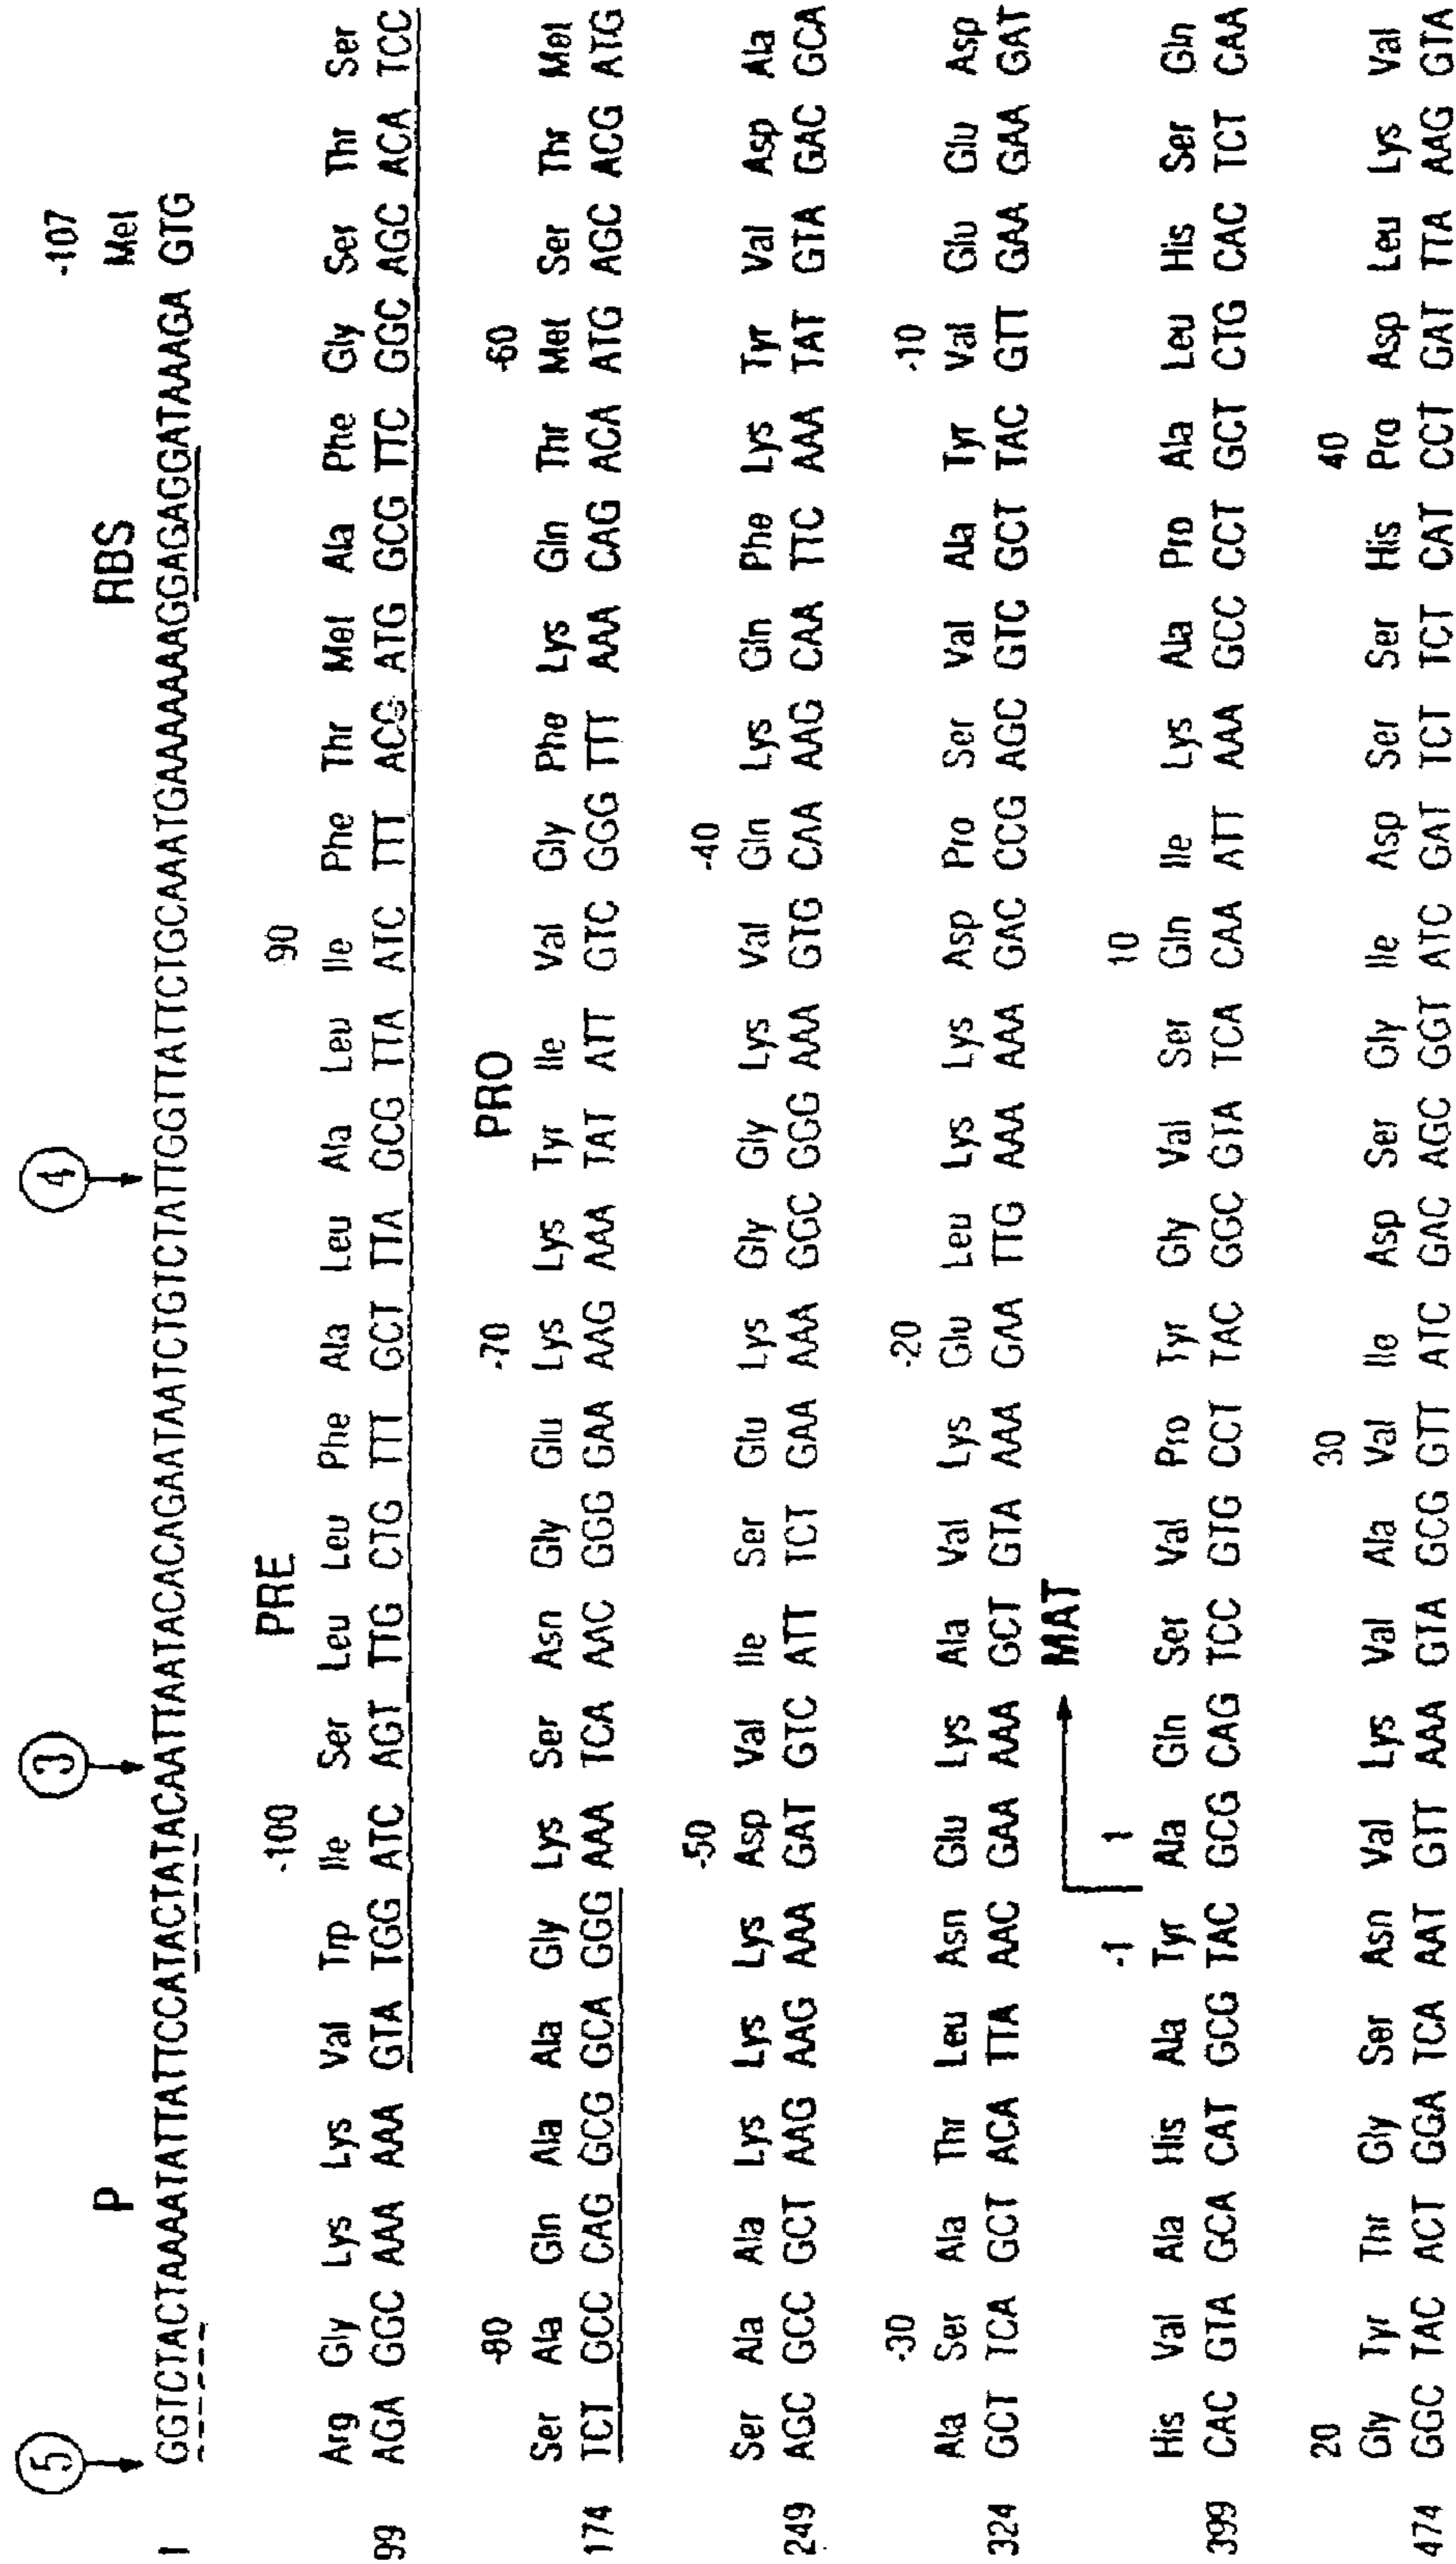 5 3 4 -107
P RBS Met
1 GGTCTACTAAAATATTATTCCATACTATACAATTAATACACAGAATAATCTGTCTATTGGTTATTCTGCAAATGAAAAAAAGGAGAGGATAAAGA GTG
PRE
-100 90
Arg Gly Lys Lys Val Trp Ile Ser Leu Leu Phe Ala Leu Ala Leu Ile Phe Thr Met Ala Phe Gly Ser Thr Ser
99 AGA GGC AAA AAA GTA TGG ATC AGT TTG CTG TTT GCT TTA GCG TTA ATC TTT ACG ATG GCG TTC GGC AGC ACA TCC
PRO
-80 -70 -60
Ser Ala Gln Ala Ala Gly Lys Ser Asn Gly Glu Lys Lys Tyr Ile Val Gly Phe Lys Gln Thr Met Ser Thr Met
174 TCT GCC CAG GCG GCA GGG AAA TCA AAC GGG GAA AAG AAA TAT ATT GTC GGG TTT AAA CAG ACA ATG AGC ACG ATG
-50 -40
Ser Ala Ala Lys Lys Lys Asp Val Ile Ser Glu Lys Gly Gly Lys Val Gln Lys Gln Phe Lys Tyr Val Asp Ala
249 AGC GCC GCT AAG AAG AAA GAT GTC ATT TCT GAA AAA GGC GGG AAA GTG CAA AAG CAA TTC AAA TAT GTA GAC GCA
-30 -20 -10
Ala Ser Ala Thr Leu Asn Glu Lys Ala Val Lys Glu Leu Lys Lys Asp Pro Ser Val Ala Tyr Val Glu Glu Asp
324 GCT TCA GCT ACA TTA AAC GAA AAA GCT GTA AAA GAA TTG AAA AAA GAC CCG AGC GTC GCT TAC GTT GAA GAA GAT
MAT
-1 1 10
His Val Ala His Ala Tyr Ala Gln Ser Val Pro Tyr Gly Val Ser Gln Ile Lys Ala Pro Ala Leu His Ser Gln
399 CAC GTA GCA CAT GCG TAC GCG CAG TCC GTG CCT TAC GGC GTA TCA CAA ATT AAA GCC CCT GCT CTG CAC TCT CAA
20 30 40
Gly Tyr Thr Gly Ser Asn Val Lys Val Ala Val Ile Asp Ser Gly Ile Asp Ser Ser His Pro Asp Leu Lys Val
474 GGC TAC ACT GGA TCA AAT GTT AAA GTA GCG GTT ATC GAC AGC GGT ATC GAT TCT TCT CAT CCT GAT TTA AAG GTA